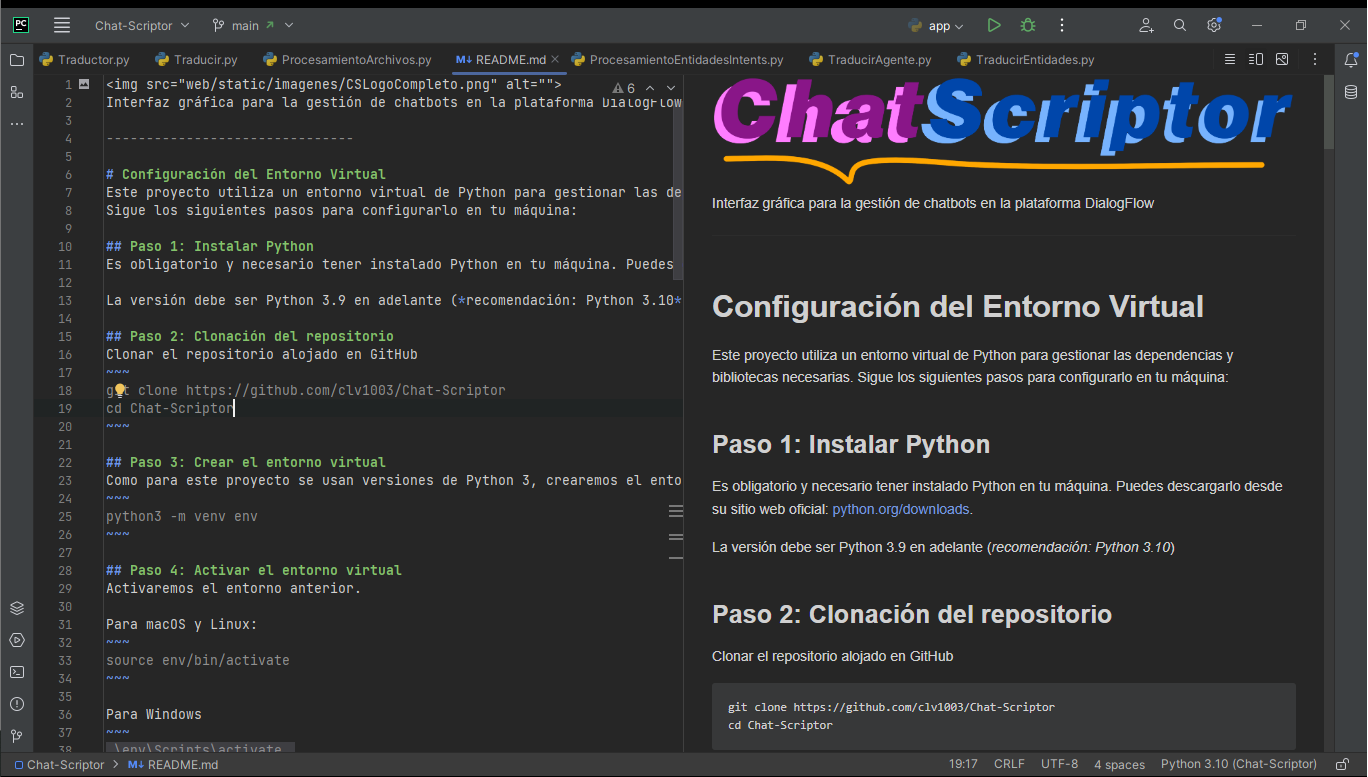 PC Chat-Scriptor main app
Traductor.py Traducir.py ProcesamientoArchivos.py M↓ README.md ProcesamientoEntidadesIntents.py TraducirAgente.py TraducirEntidades.py
1 <img src="web/static/imagenes/CSLogoCompleto.png" alt=""> 6
2 Interfaz gráfica para la gestión de chatbots en la plataforma DialogFlow
3
4 -------------------------------
5
6 # Configuración del Entorno Virtual
7 Este proyecto utiliza un entorno virtual de Python para gestionar las de
8 Sigue los siguientes pasos para configurarlo en tu máquina:
9
10 ## Paso 1: Instalar Python
11 Es obligatorio y necesario tener instalado Python en tu máquina. Puedes
12
13 La versión debe ser Python 3.9 en adelante (*recomendación: Python 3.10*
14
15 ## Paso 2: Clonación del repositorio
16 Clonar el repositorio alojado en GitHub
17 ~~~
18 git clone https://github.com/clv1003/Chat-Scriptor
19 cd Chat-Scriptor
20 ~~~
21
22 ## Paso 3: Crear el entorno virtual
23 Como para este proyecto se usan versiones de Python 3, crearemos el ento
24 ~~~
25 python3 -m venv env
26 ~~~
27
28 ## Paso 4: Activar el entorno virtual
29 Activaremos el entorno anterior.
30
31 Para macOS y Linux:
32 ~~~
33 source env/bin/activate
34 ~~~
35
36 Para Windows
37 ~~~
38 .\env\Scripts\activate
ChatScriptor
Interfaz gráfica para la gestión de chatbots en la plataforma DialogFlow
Configuración del Entorno Virtual
Este proyecto utiliza un entorno virtual de Python para gestionar las dependencias y
bibliotecas necesarias. Sigue los siguientes pasos para configurarlo en tu máquina:
Paso 1: Instalar Python
Es obligatorio y necesario tener instalado Python en tu máquina. Puedes descargarlo desde
su sitio web oficial: python.org/downloads.
La versión debe ser Python 3.9 en adelante (recomendación: Python 3.10)
Paso 2: Clonación del repositorio
Clonar el repositorio alojado en GitHub
git clone https://github.com/clv1003/Chat-Scriptor
cd Chat-Scriptor
Chat-Scriptor > M↓ README.md 19:17 CRLF UTF-8 4 spaces Python 3.10 (Chat-Scriptor)